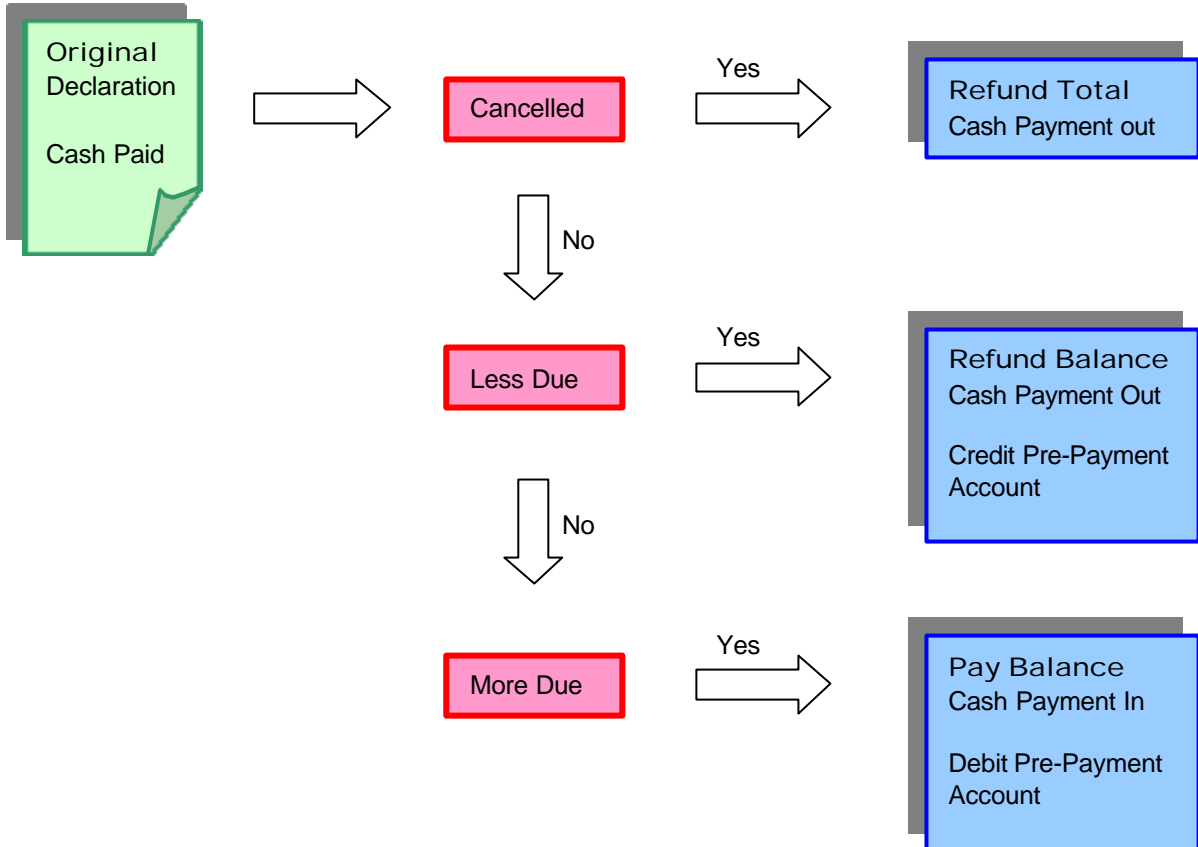 Original
Declaration
Cash Paid
Cancelled
Yes
Refund Total
Cash Payment out
No
Less Due
Yes
Refund Balance
Cash Payment Out
Credit Pre-Payment
Account
No
More Due
Yes
Pay Balance
Cash Payment In
Debit Pre-Payment
Account